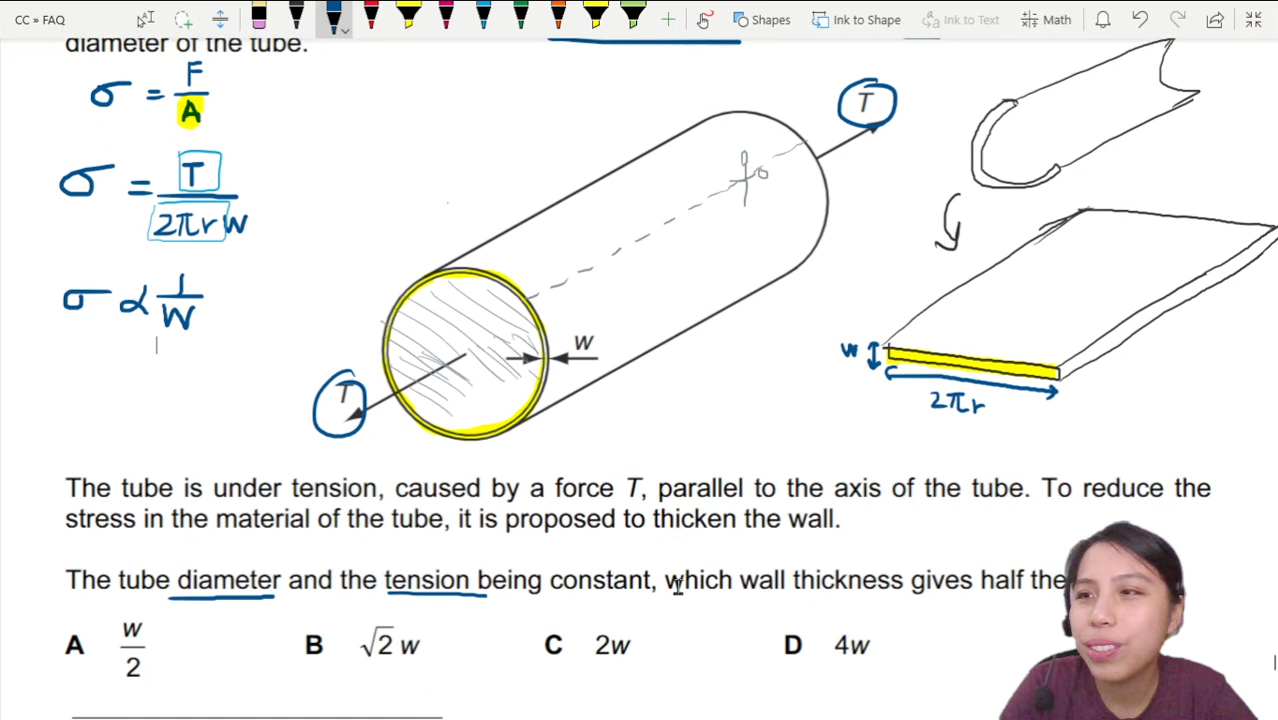 CC » FAQ
Shapes
Ink to Shape
Ink to Text
Math
diameter of the tube.
σ = F/A
σ = T/2πrw
σ ∝ 1/W
T
w
T
w
2πr
The tube is under tension, caused by a force T, parallel to the axis of the tube. To reduce the
stress in the material of the tube, it is proposed to thicken the wall.
The tube diameter and the tension being constant, which wall thickness gives half the
A w/2 B √2 w C 2w D 4w